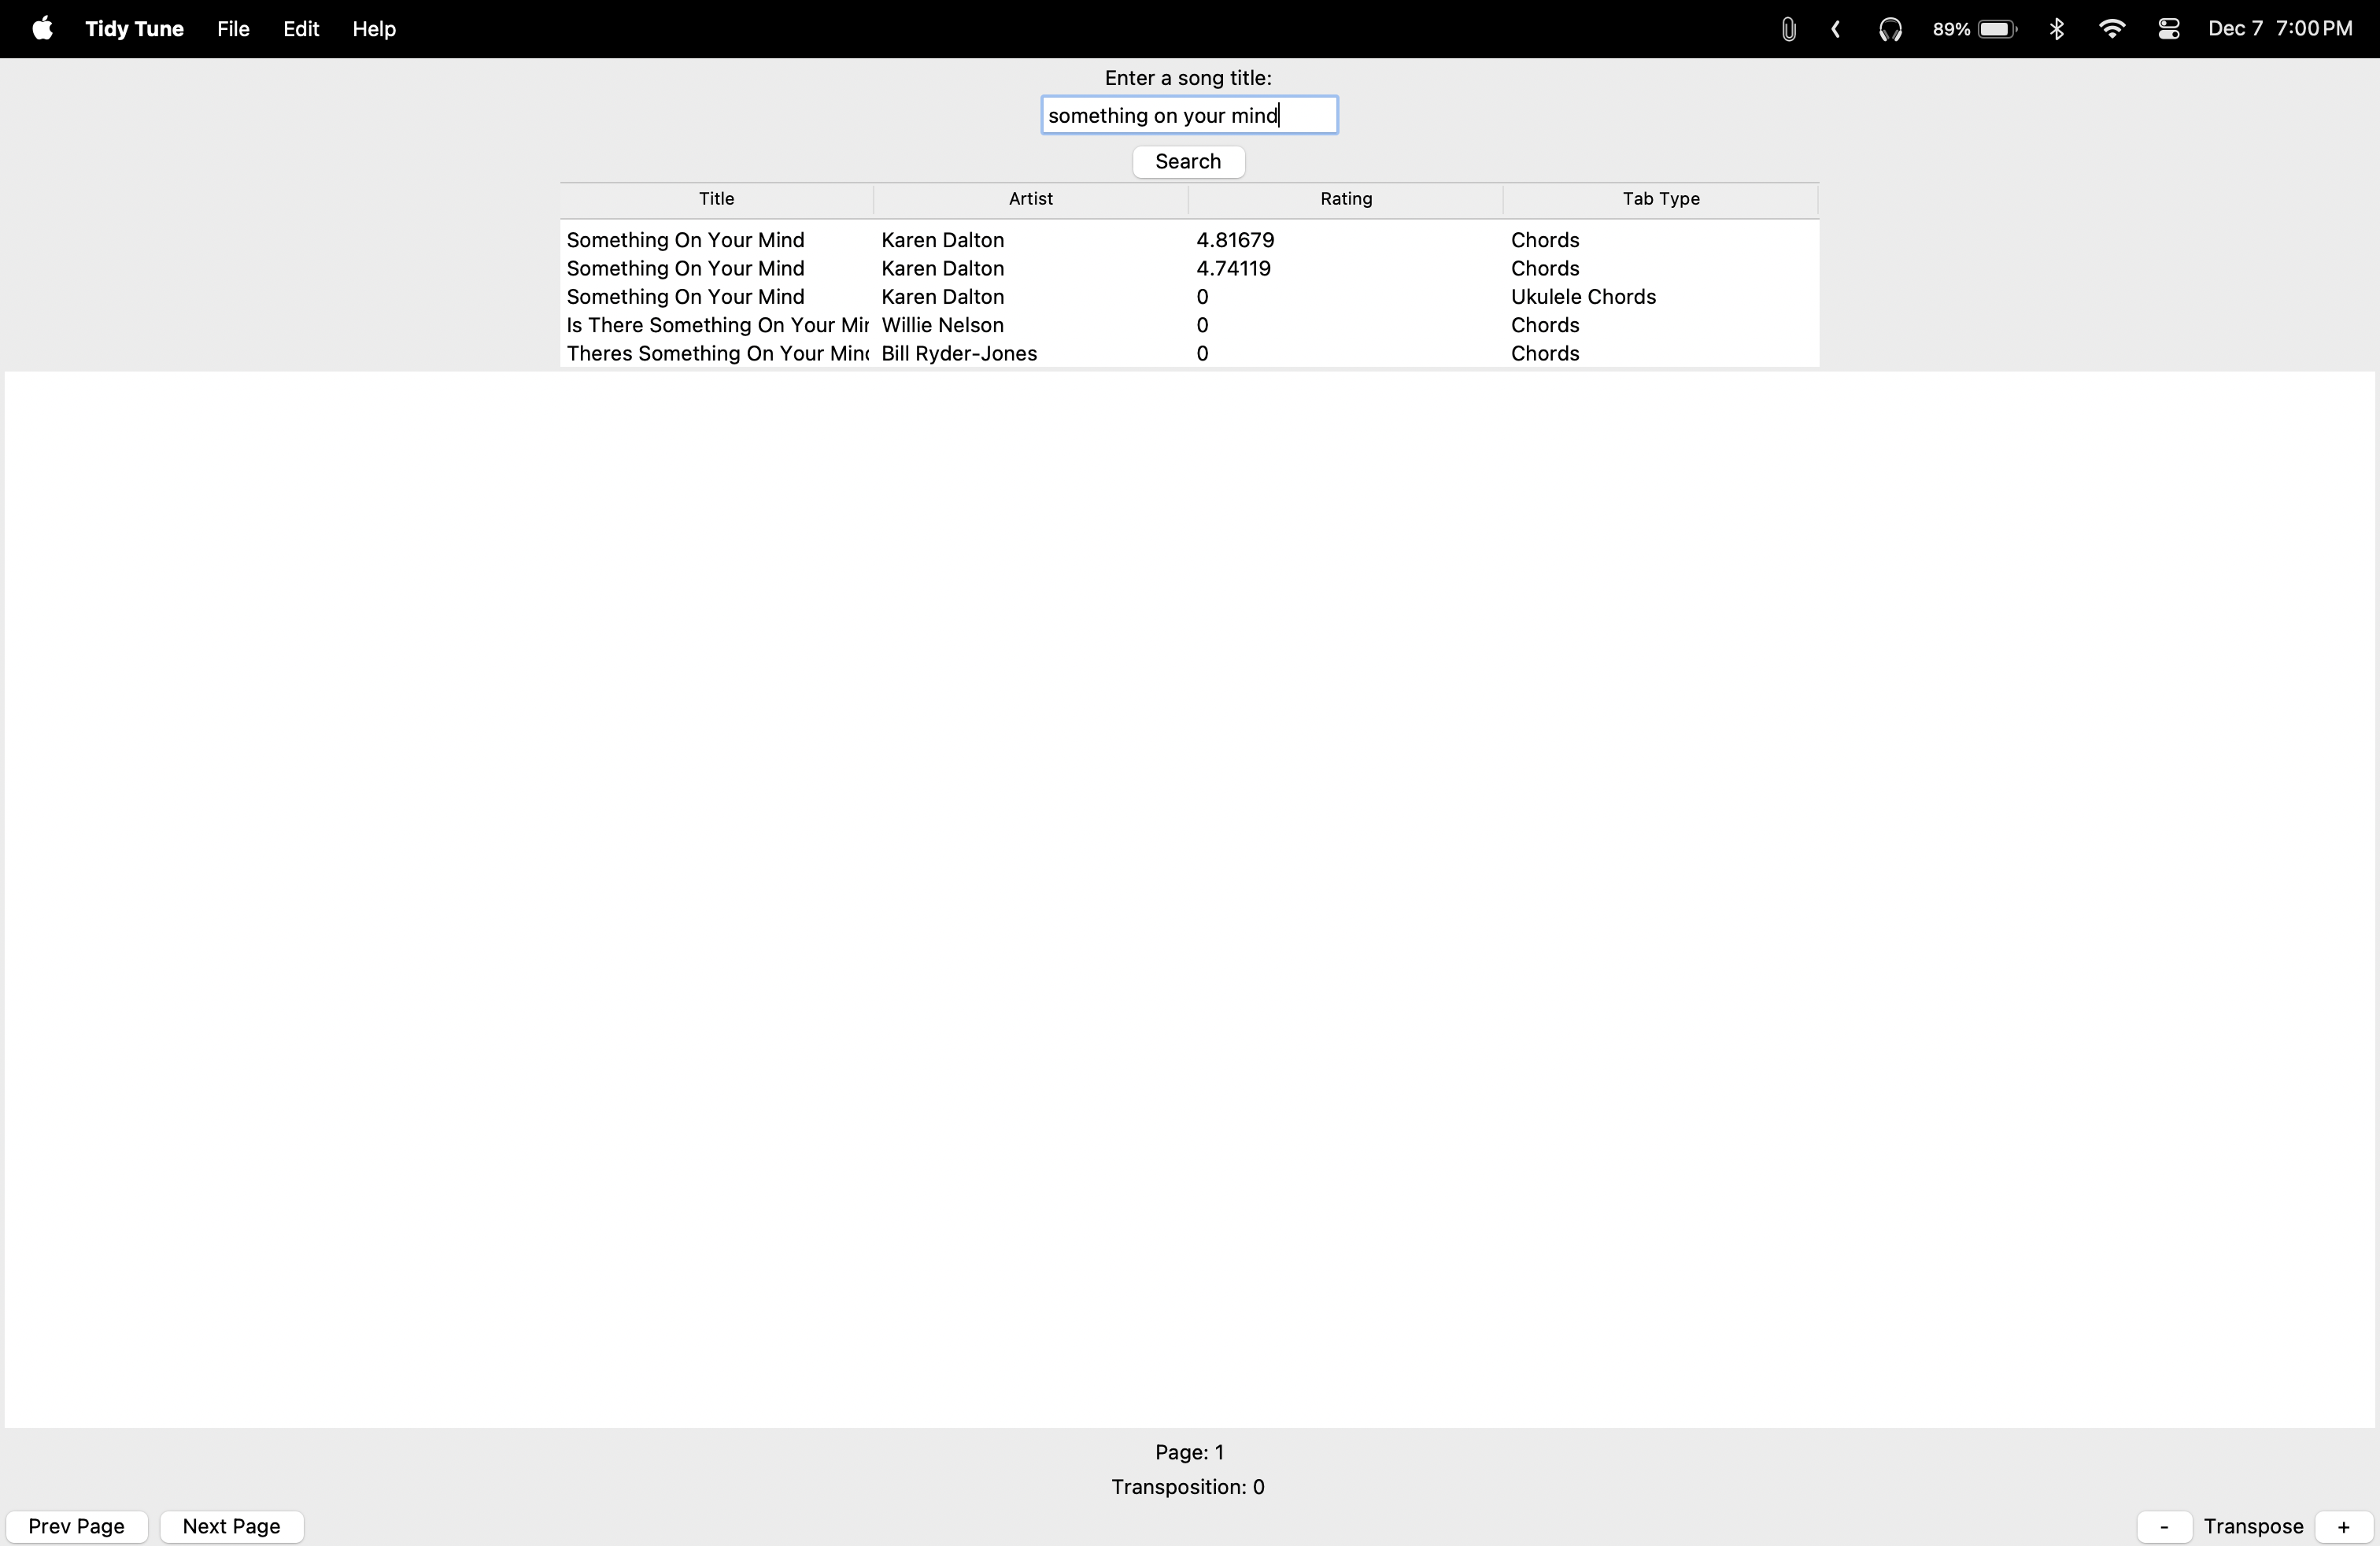 Tidy Tune File Edit Help 89% Dec 7 7:00 PM
Enter a song title:
something on your mind
Search
Title Artist Rating Tab Type
Something On Your Mind Karen Dalton 4.81679 Chords
Something On Your Mind Karen Dalton 4.74119 Chords
Something On Your Mind Karen Dalton 0 Ukulele Chords
Is There Something On Your Mir Willie Nelson 0 Chords
Theres Something On Your Mind Bill Ryder-Jones 0 Chords
Page: 1
Transposition: 0
Prev Page Next Page - Transpose +